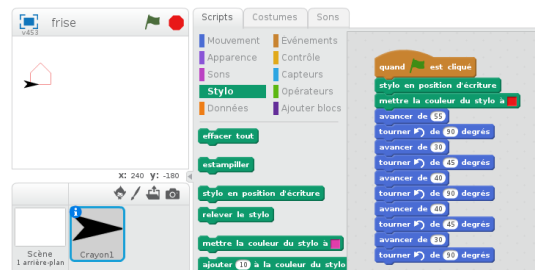 frise
v453
Scripts Costumes Sons
Mouvement Événements
Apparence Contrôle
Sons Capteurs
Stylo Opérateurs
Données Ajouter blocs
effacer tout
estampiller
stylo en position d'écriture
relever le stylo
mettre la couleur du stylo à
ajouter 10 à la couleur du stylo
x: 240 y: -180
Scène
1 arrière-plan
Crayon1
quand est cliqué
stylo en position d'écriture
mettre la couleur du stylo à
avancer de 55
tourner de 90 degrés
avancer de 30
tourner de 45 degrés
avancer de 40
tourner de 90 degrés
avancer de 40
tourner de 45 degrés
avancer de 30
tourner de 90 degrés